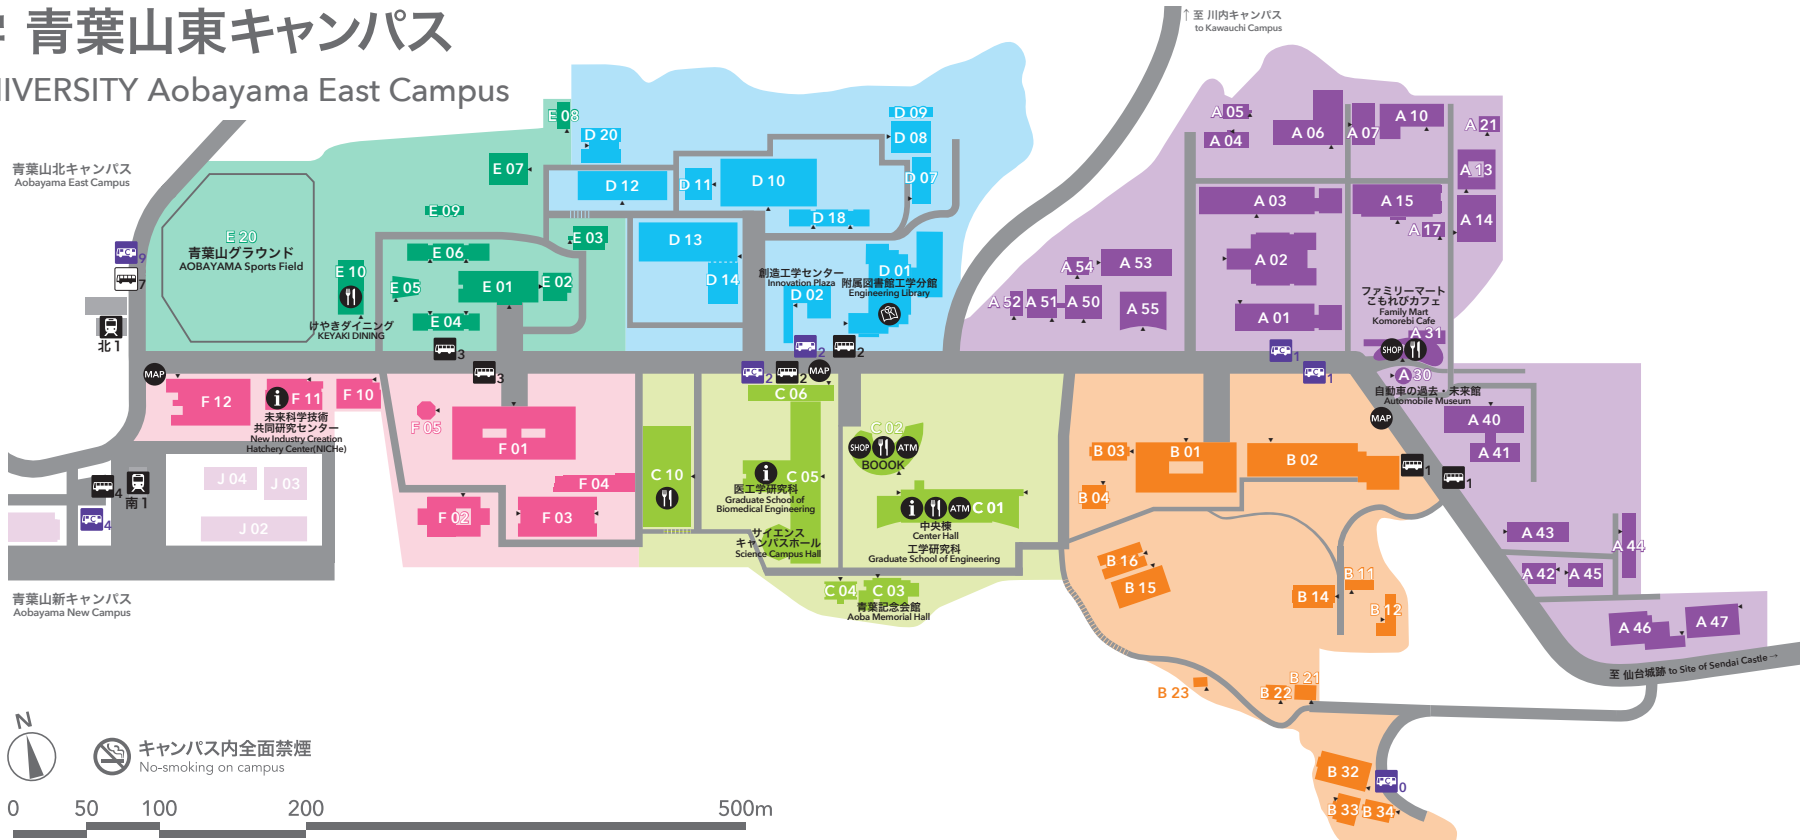 青葉山東キャンパス
IVERSITY Aobayama East Campus
↑至 川内キャンパス
to Kawauchi Campus
青葉山北キャンパス
Aobayama East Campus
E 08
D 20
D 09
D 08
A 05
A 04
A 06
A 07
A 10
A 21
E 07
D 12
D 11
D 10
D 07
A 13
E 09
D 18
A 03
A 15
A 14
A 17
E 20
青葉山グラウンド
AOBAYAMA Sports Field
E 06
E 03
D 13
9
7
E 10
E 05
E 01
E 02
D 14
創造工学センター
Innovation Plaza
D 02
D 01
附属図書館工学分館
Engineering Library
A 54
A 53
A 02
A 52
A 51
A 50
A 55
A 01
ファミリーマート
こもれびカフェ
Family Mart
Komorebi Cafe
A 31
E 04
けやきダイニング
KEYAKI DINING
北1
3
2
2
1
SHOP
MAP
3
2
2
MAP
1
A 30
自動車の過去・未来館
Automobile Museum
F 12
F 11
F 10
未来科学技術
共同研究センター
New Industry Creation
Hatchery Center(NICHe)
C 06
MAP
A 40
F 05
F 01
C 02
SHOP
ATM
BOOOK
B 03
B 01
B 02
A 41
J 04
J 03
F 04
C 10
C 05
医工学研究科
Graduate School of
Biomedical Engineering
1
1
4
南1
4
B 04
J 02
F 02
F 03
ATM
C 01
中央棟
Center Hall
工学研究科
Graduate School of Engineering
サイエンス
キャンパスホール
Science Campus Hall
A 43
A 44
B 16
B 15
B 11
B 14
B 12
A 42
A 45
青葉山新キャンパス
Aobayama New Campus
C 04
C 03
青葉記念会館
Aoba Memorial Hall
A 46
A 47
至 仙台城跡 to Site of Sendai Castle →
B 23
B 22
B 21
N
キャンパス内全面禁煙
No-smoking on campus
B 32
0
B 33
B 34
0
50
100
200
500m